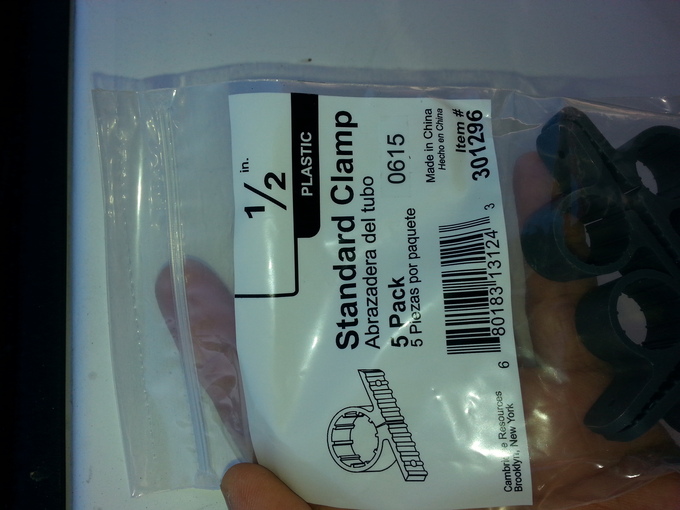 1/2 in.
PLASTIC
Standard Clamp
Abrazadera del tubo
5 Pack 0615
5 Piezas por paquete
Made in China
Hecho en China
Item #
301296
6 80183 13124 3
Resources
Brooklyn, New York